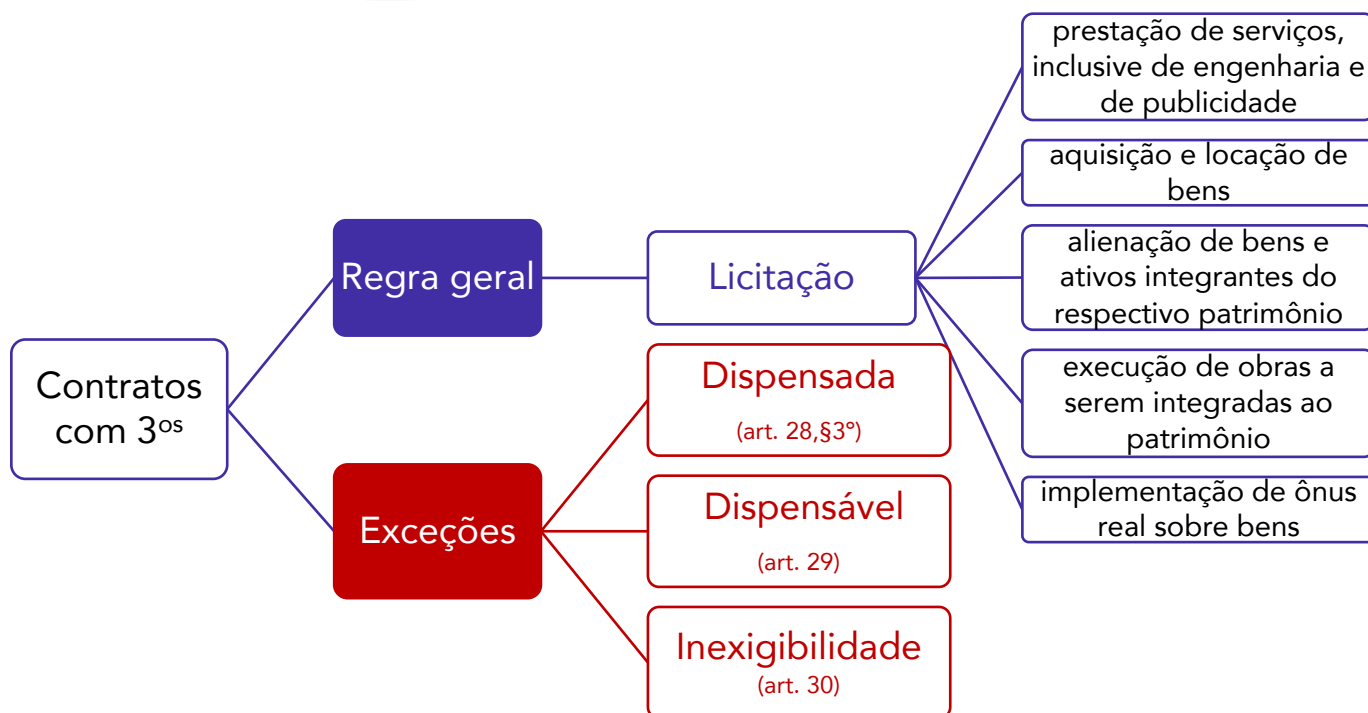 Contratos
com 3ºs
Regra geral
Licitação
prestação de serviços,
inclusive de engenharia e
de publicidade
aquisição e locação de
bens
alienação de bens e
ativos integrantes do
respectivo patrimônio
execução de obras a
serem integradas ao
patrimônio
implementação de ônus
real sobre bens
Exceções
Dispensada
(art. 28,§3º)
Dispensável
(art. 29)
Inexigibilidade
(art. 30)